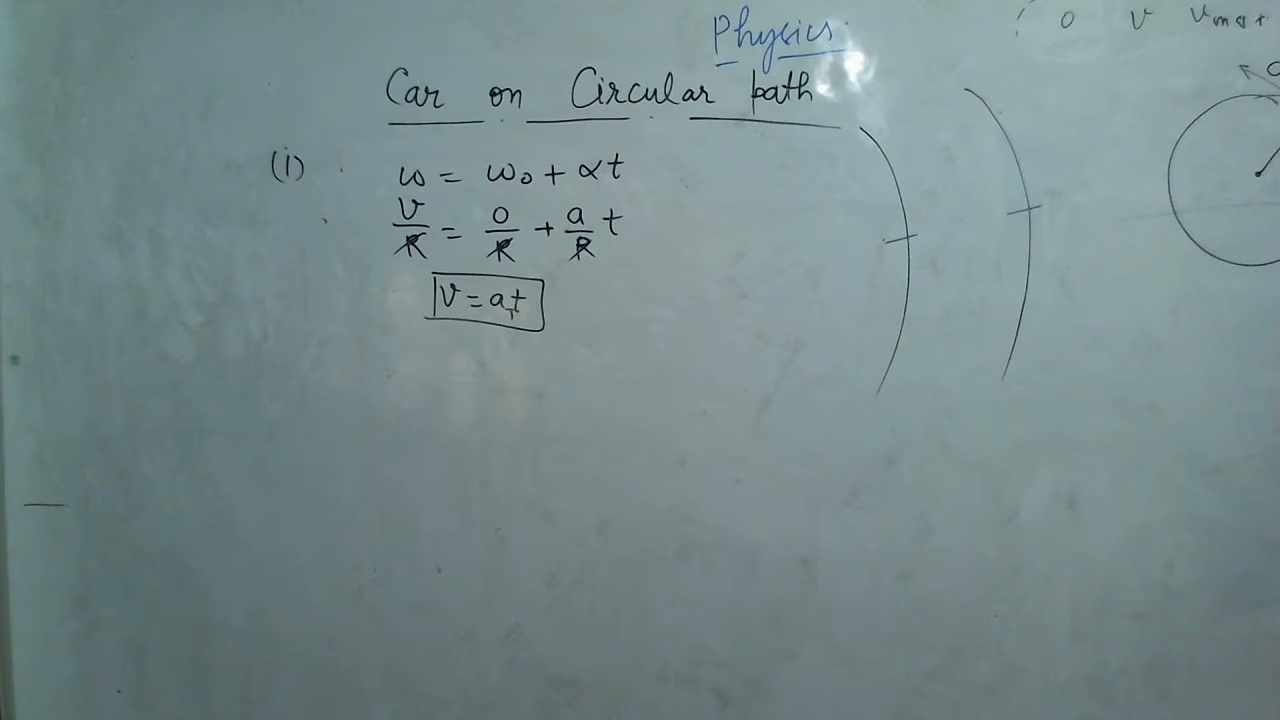 Physics
0 v vmax
Car on Circular path
(1) ω = ω₀ + αt
v/R = 0/R + a/R t
v = at
a